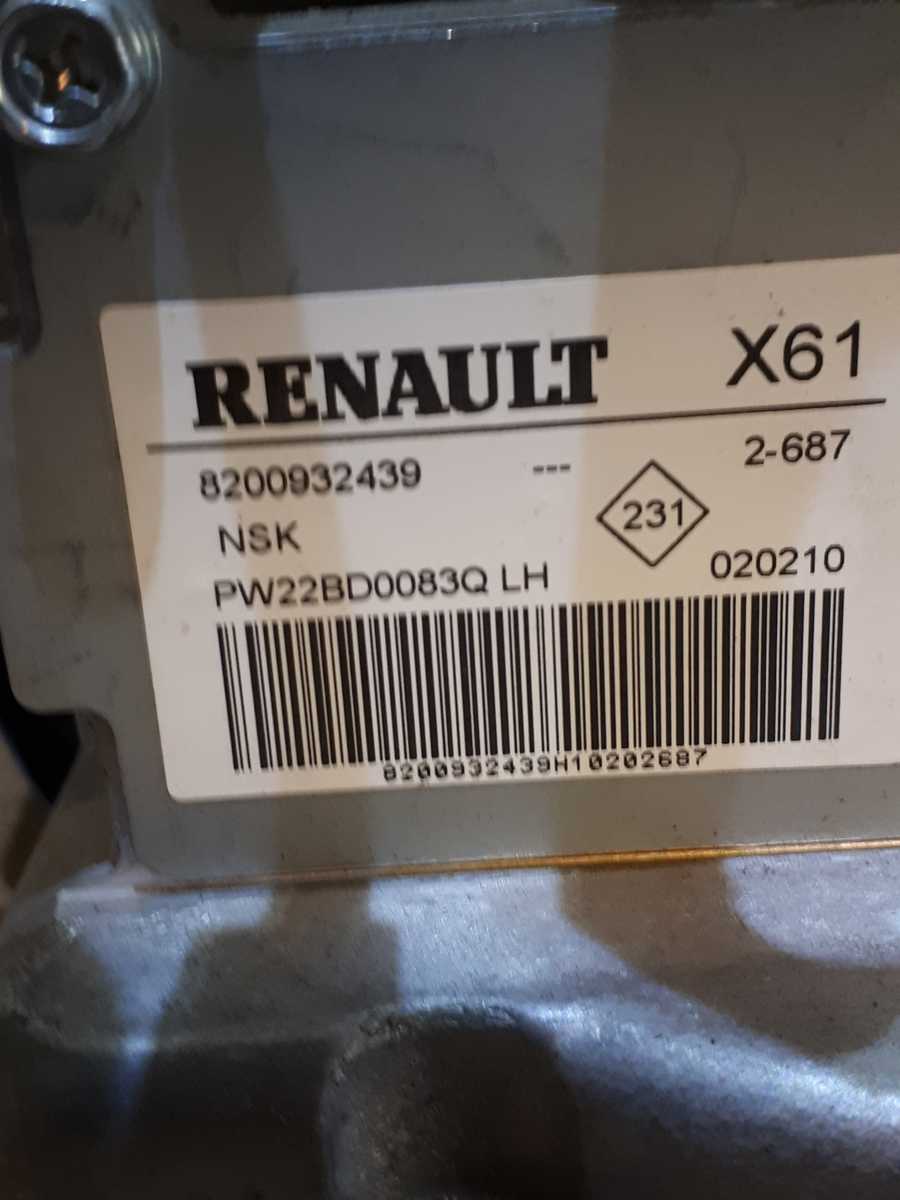 RENAULT X61
8200932439 --- 2-687
231
NSK
PW22BD0083Q LH 020210
8200932439H10202687